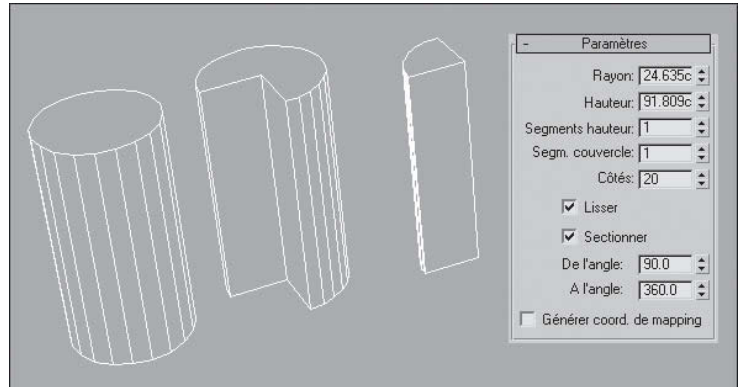 - Paramètres
Rayon: 24.635c
Hauteur: 91.809c
Segments hauteur: 1
Segm. couvercle: 1
Côtés: 20
Lisser
Sectionner
De l'angle: 90.0
A l'angle: 360.0
Générer coord. de mapping